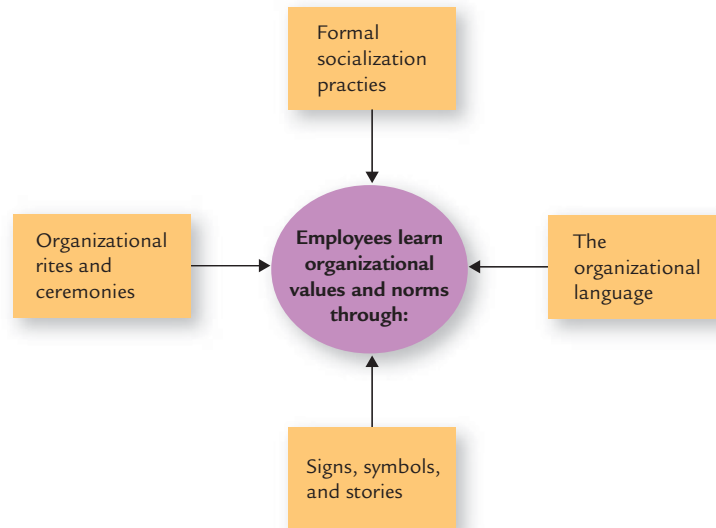 Formal
socialization
practies
Organizational
rites and
ceremonies
Employees learn
organizational
values and norms
through:
The
organizational
language
Signs, symbols,
and stories